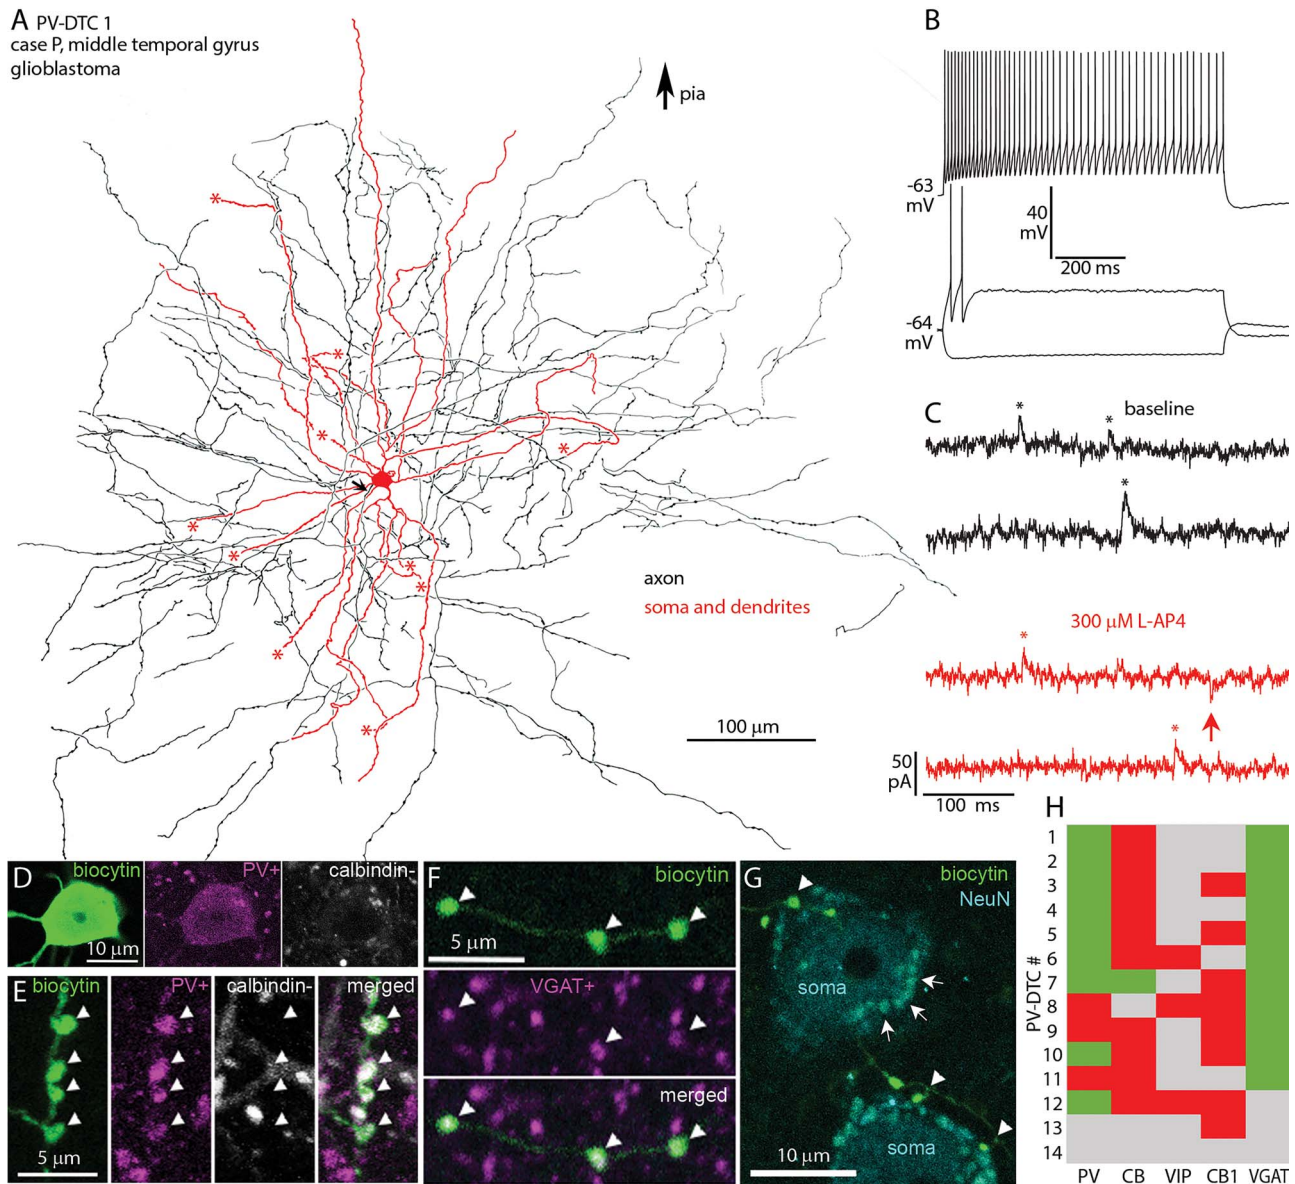 A PV-DTC 1
case P, middle temporal gyrus
glioblastoma
pia
axon
soma and dendrites
100 µm
B
-63
mV
40
mV
200 ms
-64
mV
C
* baseline
*
*
300 µM L-AP4
*
*
50
pA
100 ms
D biocytin PV+ calbindin-
10 µm
E biocytin PV+ calbindin- merged
5 µm
F biocytin
5 µm
VGAT+
merged
G biocytin
NeuN
soma
soma
10 µm
H
PV-DTC #
1
2
3
4
5
6
7
8
9
10
11
12
13
14
PV CB VIP CB1 VGAT